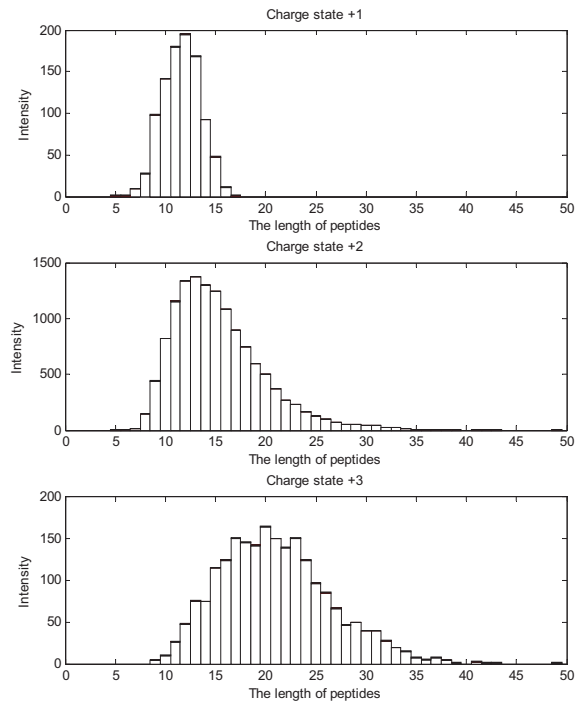 Charge state +1
200
150
100
50
0
Intensity
0 5 10 15 20 25 30 35 40 45 50
The length of peptides
Charge state +2
1500
1000
500
0
Intensity
0 5 10 15 20 25 30 35 40 45 50
The length of peptides
Charge state +3
200
150
100
50
0
Intensity
0 5 10 15 20 25 30 35 40 45 50
The length of peptides